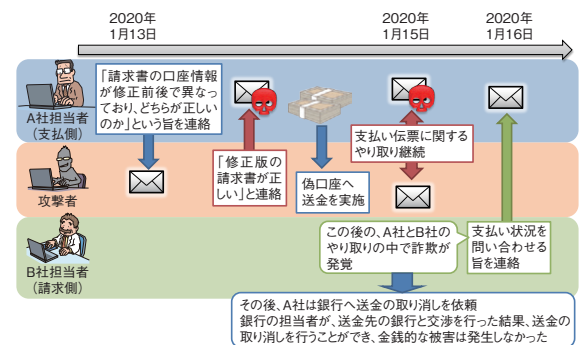 2020年
1月13日
2020年
1月15日
2020年
1月16日
A社担当者
(支払側)
「請求書の口座情報
が修正前後で異なっ
ており、どちらが正しい
のか」という旨を連絡
「修正版の
請求書が正
しい」と連絡
偽口座へ
送金を実施
支払い伝票に関する
やり取り継続
攻撃者
この後の、A社とB社の
やり取りの中で詐欺が
発覚
支払い状況を
問い合わせる
旨を連絡
B社担当者
(請求側)
その後、A社は銀行へ送金の取り消しを依頼
銀行の担当者が、送金先の銀行と交渉を行った結果、送金の
取り消しを行うことができ、金銭的な被害は発生しなかった